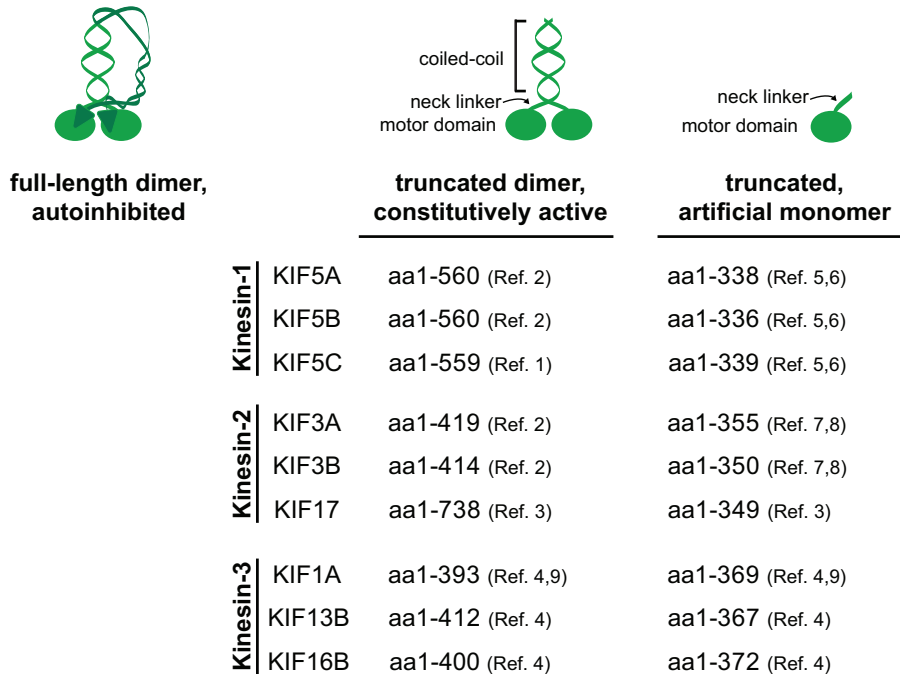 coiled-coil
neck linker
motor domain
neck linker
motor domain
full-length dimer,
autoinhibited
truncated dimer,
constitutively active
truncated,
artificial monomer
Kinesin-1
KIF5A aa1-560 (Ref. 2) aa1-338 (Ref. 5,6)
KIF5B aa1-560 (Ref. 2) aa1-336 (Ref. 5,6)
KIF5C aa1-559 (Ref. 1) aa1-339 (Ref. 5,6)
Kinesin-2
KIF3A aa1-419 (Ref. 2) aa1-355 (Ref. 7,8)
KIF3B aa1-414 (Ref. 2) aa1-350 (Ref. 7,8)
KIF17 aa1-738 (Ref. 3) aa1-349 (Ref. 3)
Kinesin-3
KIF1A aa1-393 (Ref. 4,9) aa1-369 (Ref. 4,9)
KIF13B aa1-412 (Ref. 4) aa1-367 (Ref. 4)
KIF16B aa1-400 (Ref. 4) aa1-372 (Ref. 4)